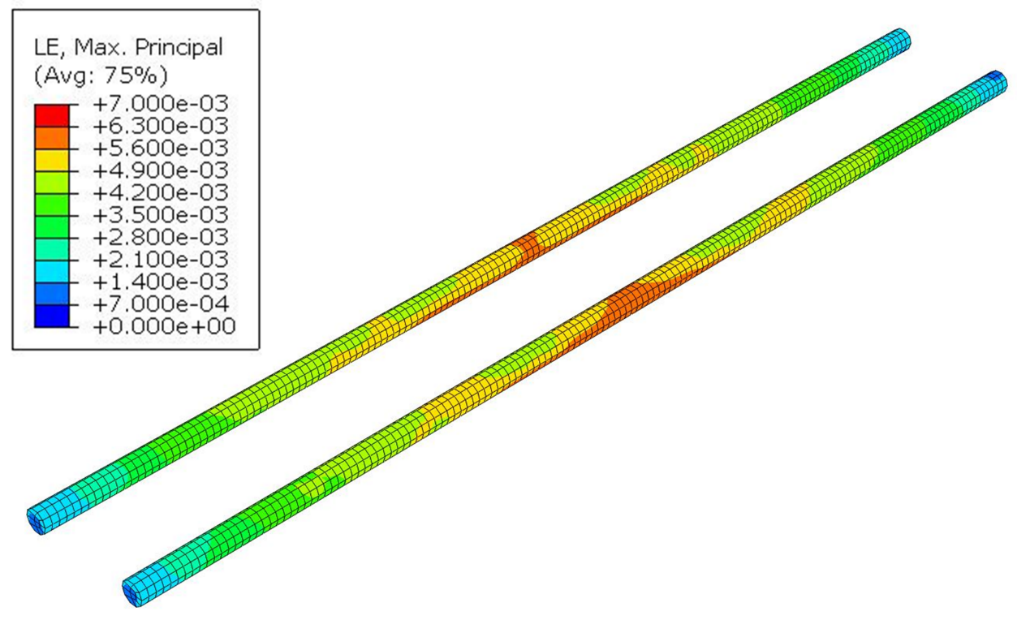 LE, Max. Principal
(Avg: 75%)
+7.000e-03
+6.300e-03
+5.600e-03
+4.900e-03
+4.200e-03
+3.500e-03
+2.800e-03
+2.100e-03
+1.400e-03
+7.000e-04
+0.000e+00